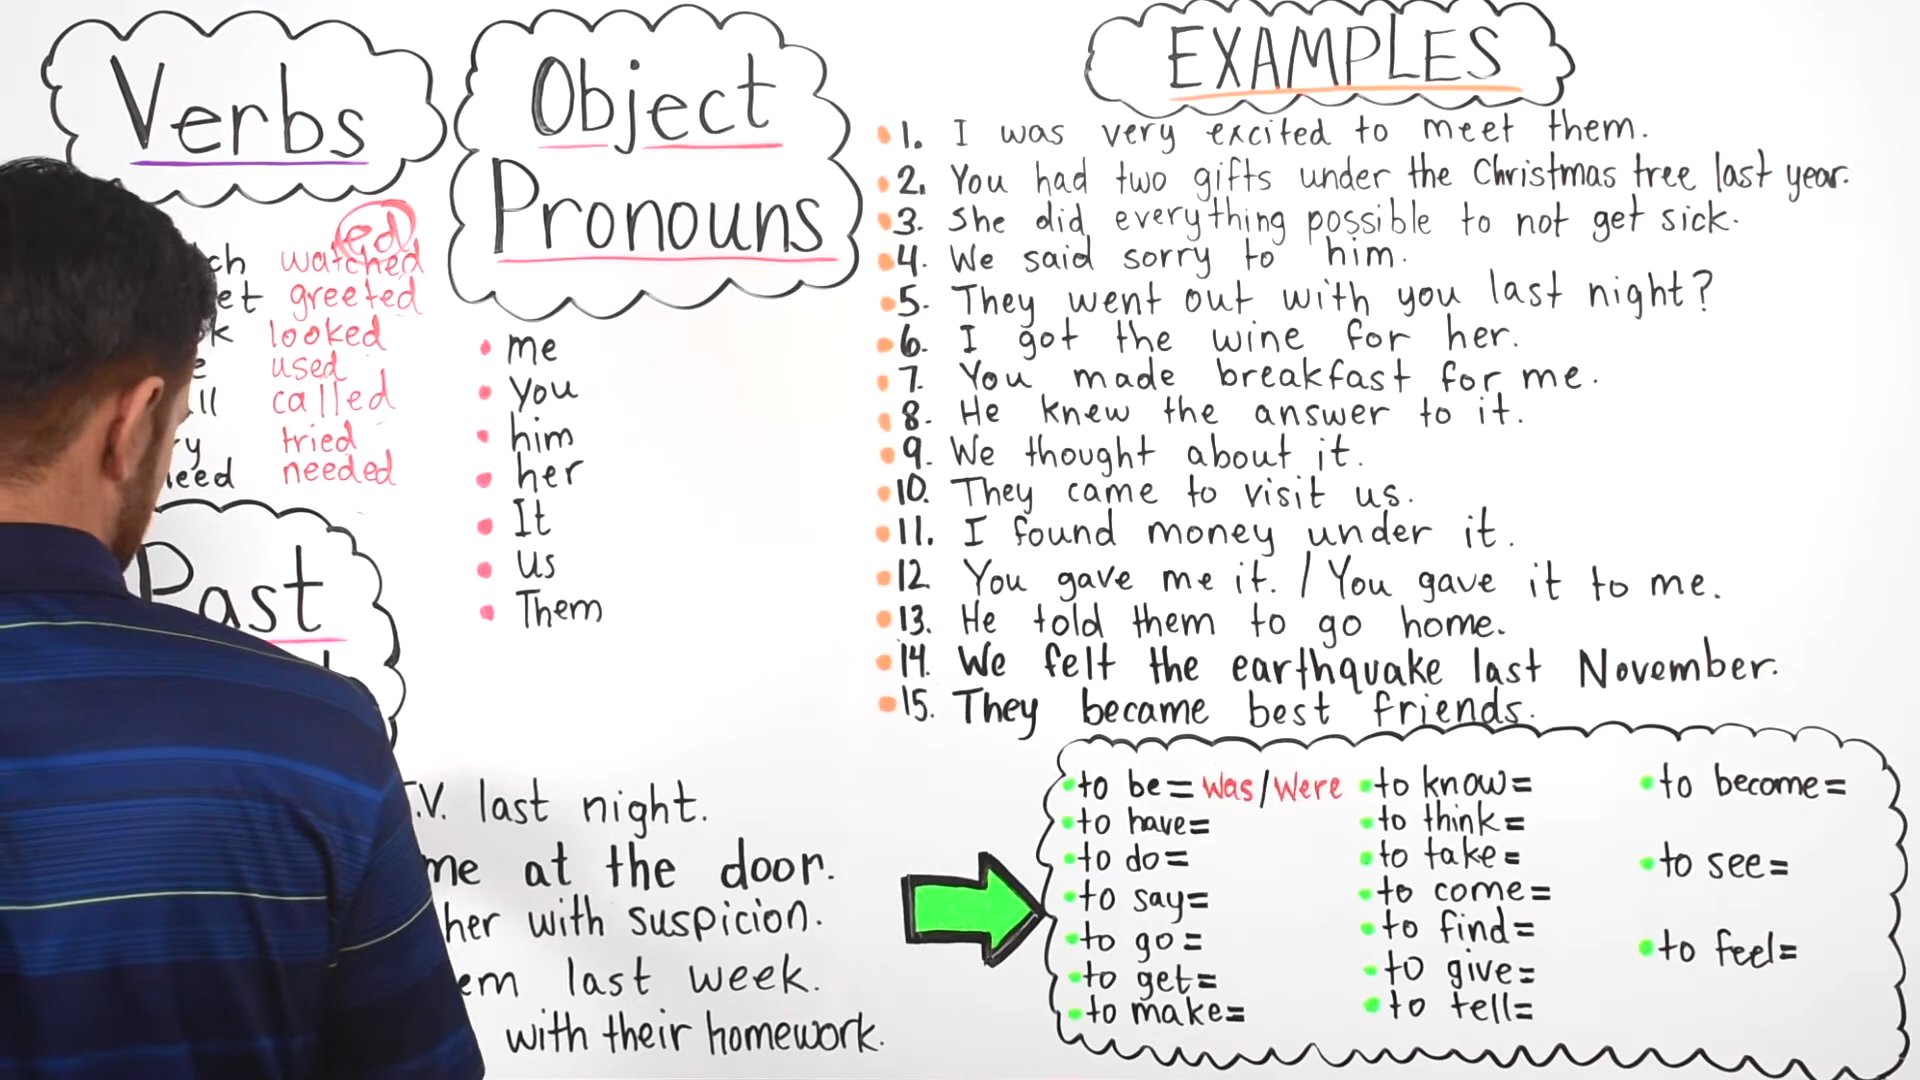 Verbs
ed
ch watched
et greeted
k looked
e used
ll called
y tried
eed needed
Past
T.V. last night.
me at the door.
her with suspicion.
em last week.
with their homework.
Object
Pronouns
• me
• you
• him
• her
• It
• us
• Them
EXAMPLES
• 1. I was very excited to meet them.
• 2. You had two gifts under the Christmas tree last year.
• 3. She did everything possible to not get sick.
• 4. We said sorry to him.
• 5. They went out with you last night?
• 6. I got the wine for her.
• 7. You made breakfast for me.
• 8. He knew the answer to it.
• 9. We thought about it.
• 10. They came to visit us.
• 11. I found money under it.
• 12 You gave me it. / You gave it to me.
• 13. He told them to go home.
• 14. We felt the earthquake last November.
• 15. They became best friends.
• to be = was/were
• to have=
• to do=
• to say=
• to go=
• to get=
• to make=
• to know=
• to think=
• to take=
• to come=
• to find=
• to give=
• to tell=
• to become=
• to see=
• to feel=